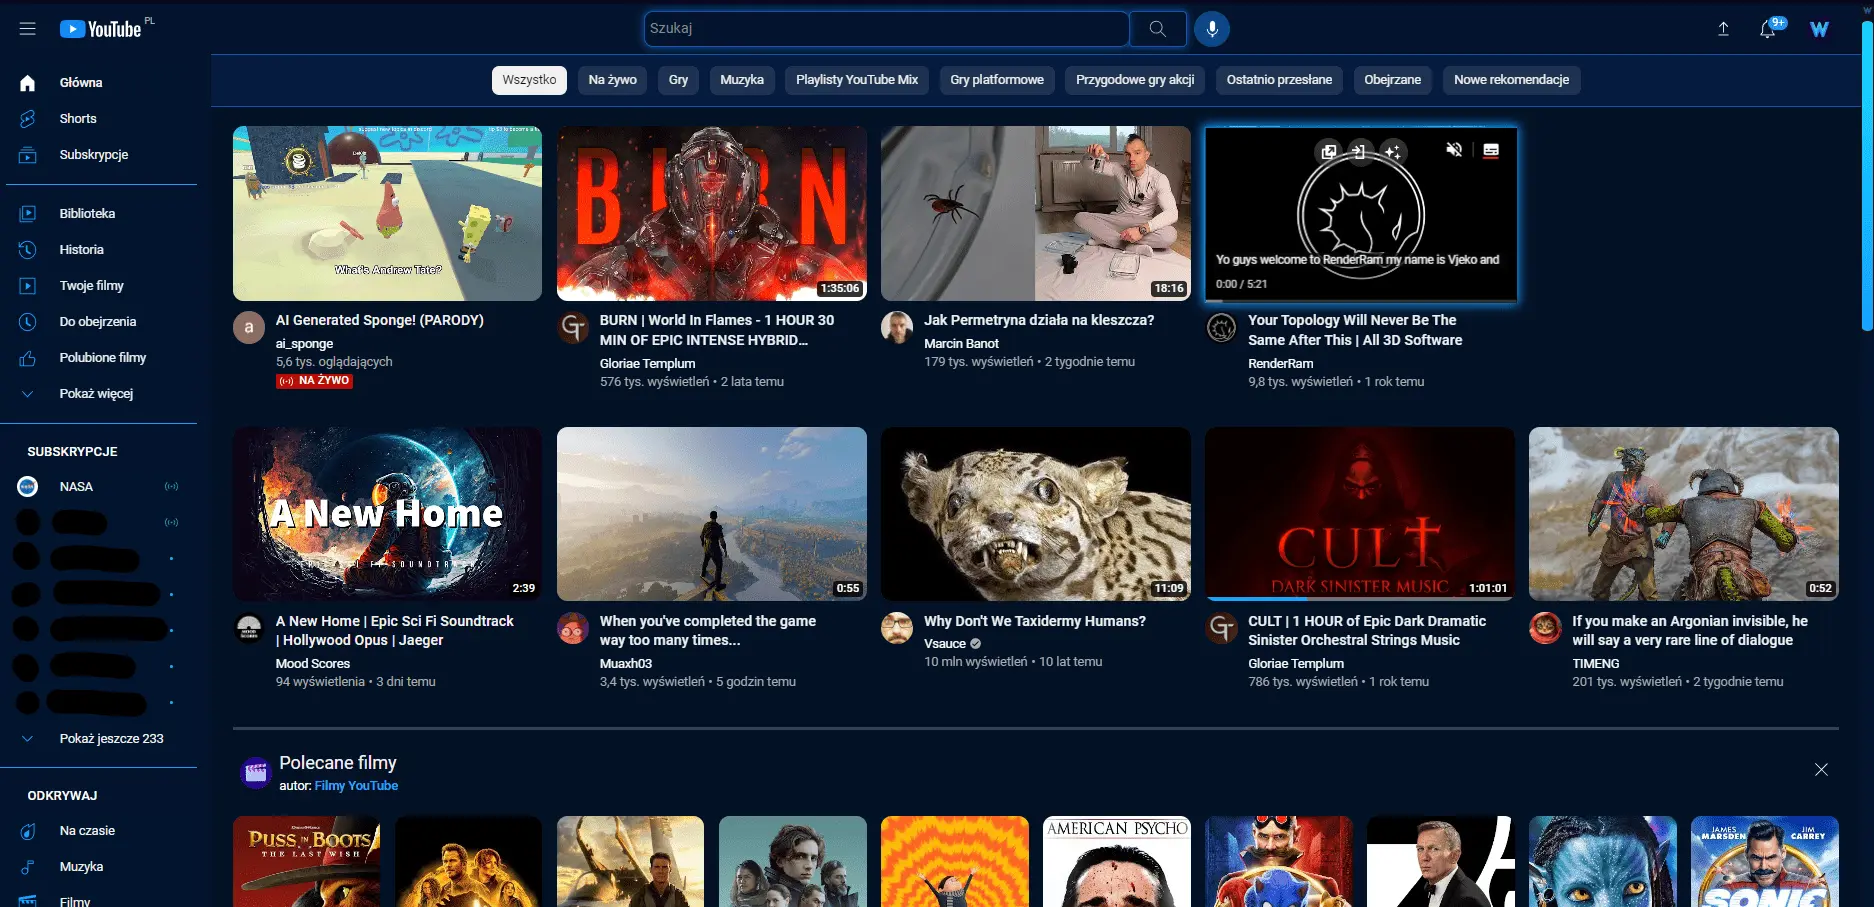 YouTube PL
Szukaj
9+
W
Główna
Shorts
Subskrypcje
Biblioteka
Historia
Twoje filmy
Do obejrzenia
Polubione filmy
Pokaż więcej
SUBSKRYPCJE
NASA
Pokaż jeszcze 233
ODKRYWAJ
Na czasie
Muzyka
Filmy
Wszystko
Na żywo
Gry
Muzyka
Playlisty YouTube Mix
Gry platformowe
Przygodowe gry akcji
Ostatnio przesłane
Obejrzane
Nowe rekomendacje
What's Andrew Tate?
a
AI Generated Sponge! (PARODY)
ai_sponge
5,6 tys. oglądających
NA ŻYWO
BURN
1:35:06
GT
BURN | World In Flames - 1 HOUR 30
MIN OF EPIC INTENSE HYBRID...
Gloriae Templum
576 tys. wyświetleń • 2 lata temu
18:16
Jak Permetryna działa na kleszcza?
Marcin Banot
179 tys. wyświetleń • 2 tygodnie temu
Yo guys welcome to RenderRam my name is Vjeko and
0:00 / 5:21
Your Topology Will Never Be The
Same After This | All 3D Software
RenderRam
9,8 tys. wyświetleń • 1 rok temu
A New Home
2:39
A New Home | Epic Sci Fi Soundtrack
| Hollywood Opus | Jaeger
Mood Scores
94 wyświetlenia • 3 dni temu
0:55
When you've completed the game
way too many times...
Muaxh03
3,4 tys. wyświetleń • 5 godzin temu
11:09
Why Don't We Taxidermy Humans?
Vsauce
10 mln wyświetleń • 10 lat temu
CULT
DARK SINISTER MUSIC
1:01:01
GT
CULT | 1 HOUR of Epic Dark Dramatic
Sinister Orchestral Strings Music
Gloriae Templum
786 tys. wyświetleń • 1 rok temu
0:52
If you make an Argonian invisible, he
will say a very rare line of dialogue
TIMENG
201 tys. wyświetleń • 2 tygodnie temu
Polecane filmy
autor: Filmy YouTube
PUSS IN BOOTS
THE LAST WISH
AMERICAN PSYCHO
JAMES MARSDEN
JIM CARREY
SONIC